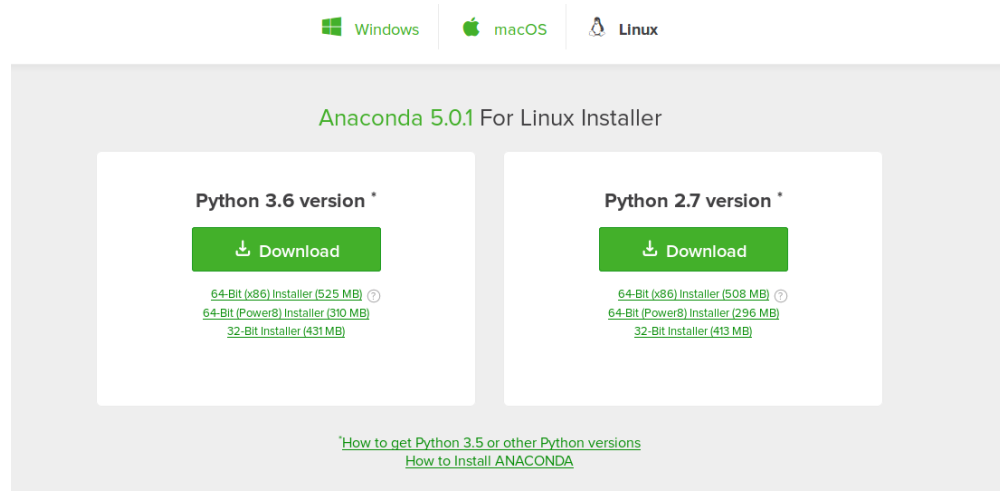 Windows macOS Linux
Anaconda 5.0.1 For Linux Installer
Python 3.6 version *
Download
64-Bit (x86) Installer (525 MB) ?
64-Bit (Power8) Installer (310 MB)
32-Bit Installer (431 MB)
Python 2.7 version *
Download
64-Bit (x86) Installer (508 MB) ?
64-Bit (Power8) Installer (296 MB)
32-Bit Installer (413 MB)
*How to get Python 3.5 or other Python versions
How to Install ANACONDA